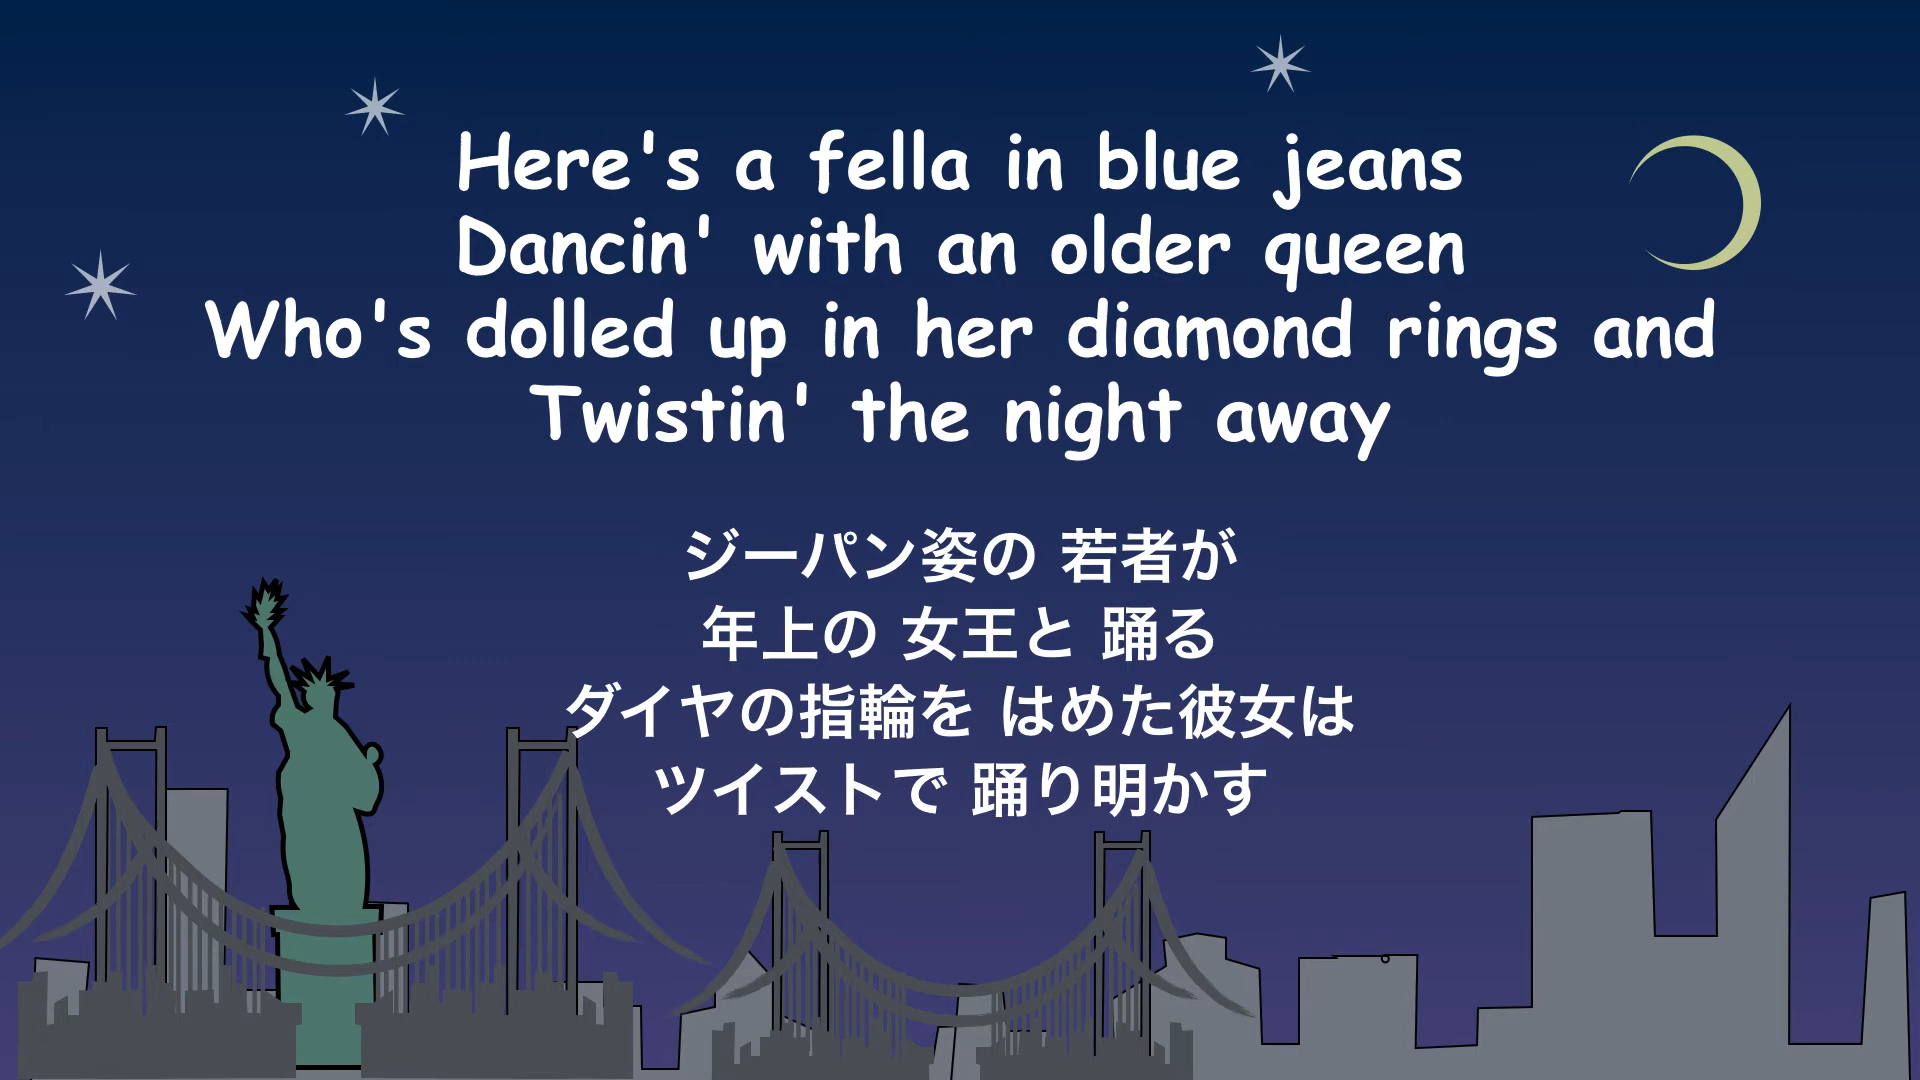 Here's a fella in blue jeans
Dancin' with an older queen
Who's dolled up in her diamond rings and
Twistin' the night away
ジーパン姿の 若者が
年上の 女王と 踊る
ダイヤの指輪を はめた彼女は
ツイストで 踊り明かす